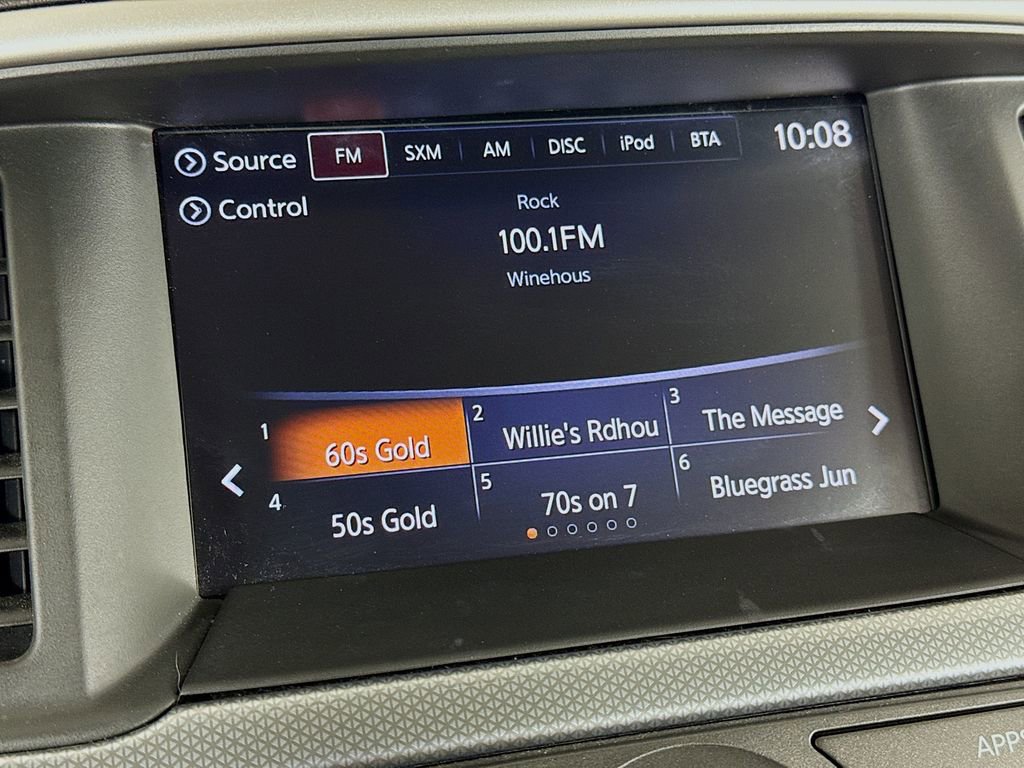 Source FM SXM AM DISC iPod BTA 10:08
Control
Rock
100.1FM
Winehous
1 60s Gold 2 Willie's Rdhou 3 The Message
4 50s Gold 5 70s on 7 6 Bluegrass Jun
APPS